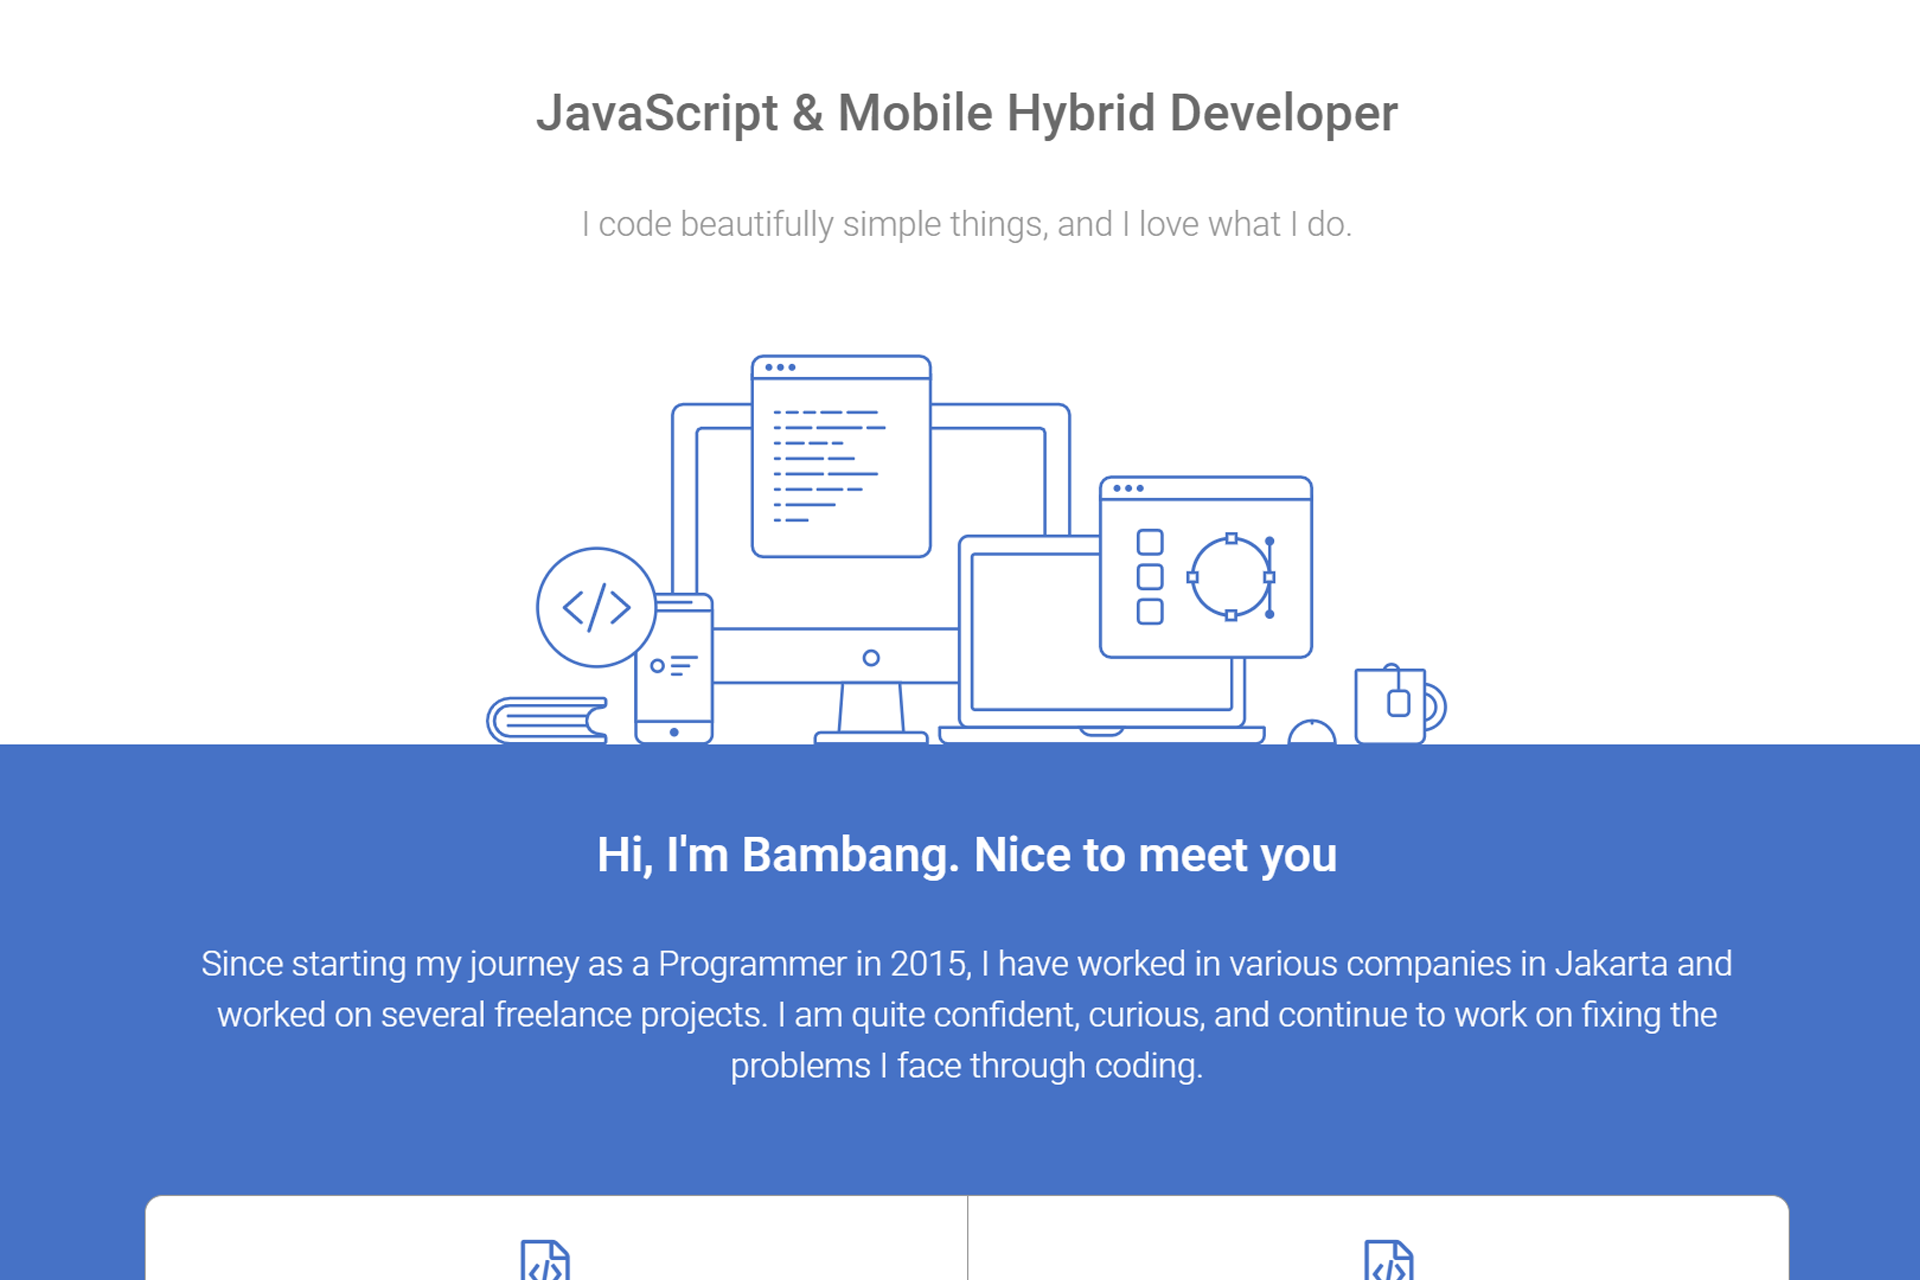 JavaScript & Mobile Hybrid Developer
I code beautifully simple things, and I love what I do.
Hi, I'm Bambang. Nice to meet you
Since starting my journey as a Programmer in 2015, I have worked in various companies in Jakarta and
worked on several freelance projects. I am quite confident, curious, and continue to work on fixing the
problems I face through coding.